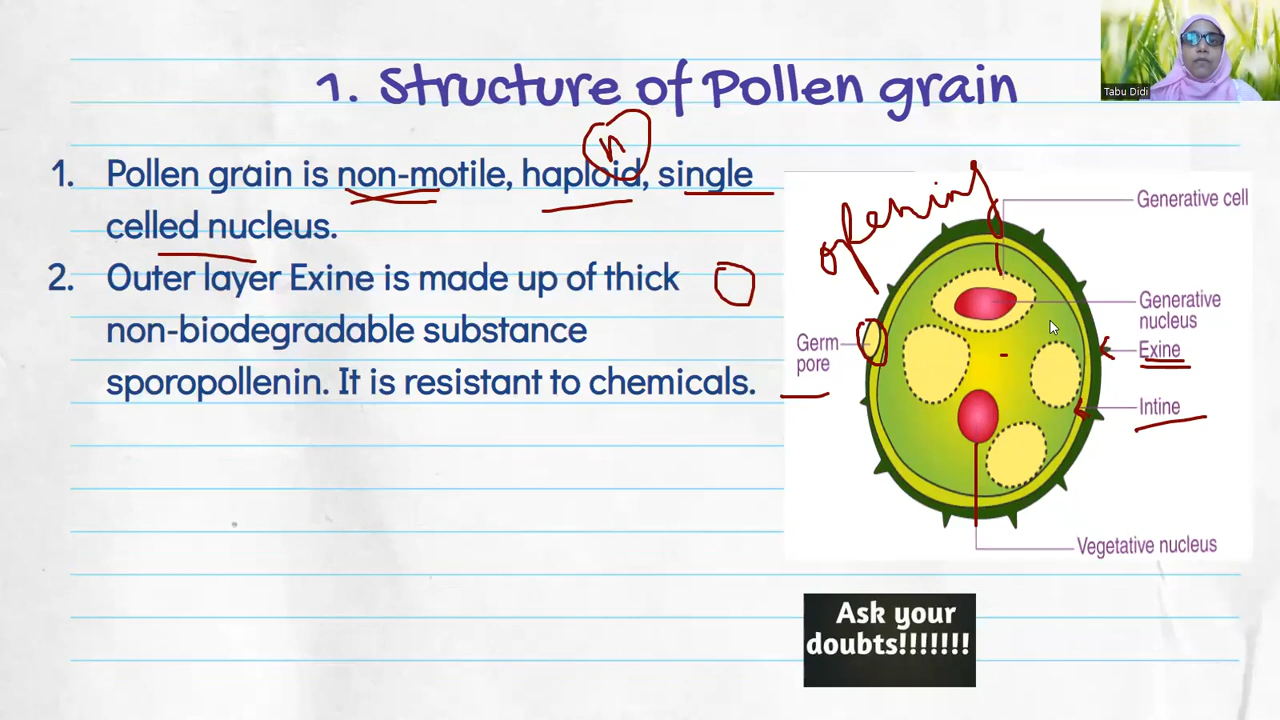 1. Structure of Pollen grain
Tabu Didi
n
1. Pollen grain is non-motile, haploid, single
celled nucleus.
2. Outer layer Exine is made up of thick
non-biodegradable substance
sporopollenin. It is resistant to chemicals.
opening
Generative cell
Generative
nucleus
Germ
pore
Exine
Intine
Vegetative nucleus
Ask your
doubts!!!!!!!